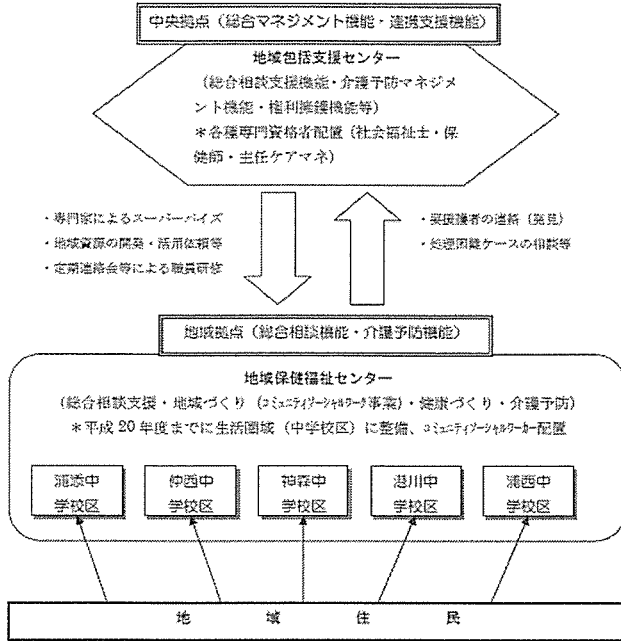 中央拠点（総合マネジメント機能・連携支援機能）
地域包括支援センター
（総合相談支援機能・介護予防マネジメ
ント機能・権利擁護機能等）
＊各種専門資格者配置（社会福祉士・保
健師・主任ケアマネ）
・専門家によるスーパーバイズ
・地域資源の開発・活用依頼等
・定期連絡会等による職員研修
・要援護者の連絡（発見）
・処遇困難ケースの相談等
地域拠点（総合相談機能・介護予防機能）
地域保健福祉センター
（総合相談支援・地域づくり（ｺﾐｭﾆﾃｨｿｰｼｬﾙﾜｰｸ事業）・健康づくり・介護予防）
＊平成20年度までに生活圏域（中学校区）に整備、ｺﾐｭﾆﾃｨｿｰｼｬﾙﾜｰｶｰ配置
浦添中
学校区
仲西中
学校区
神森中
学校区
港川中
学校区
浦西中
学校区
地域住民